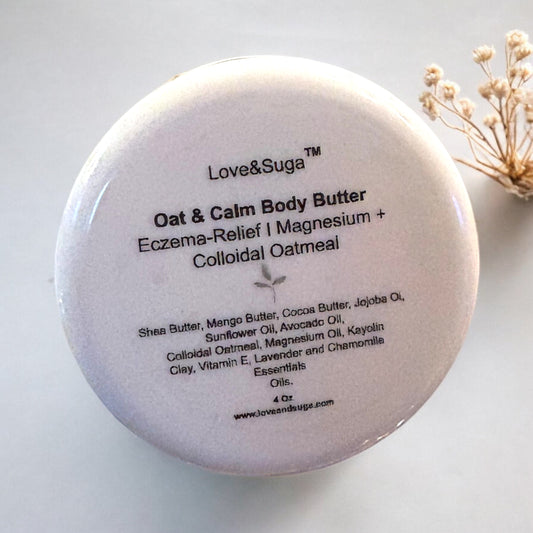 Love&Suga™
Oat & Calm Body Butter
Eczema-Relief I Magnesium +
Colloidal Oatmeal
Shea Butter, Mango Butter, Cocoa Butter, Jojoba Oi,
Sunflower Oil, Avocado Oil,
Colloidal Oatmeal, Magnesium Oil, Kayolin
Clay, Vitamin E, Lavender and Chamomile
Essentials
Oils.
4 Oz
www.loveandsuga.com